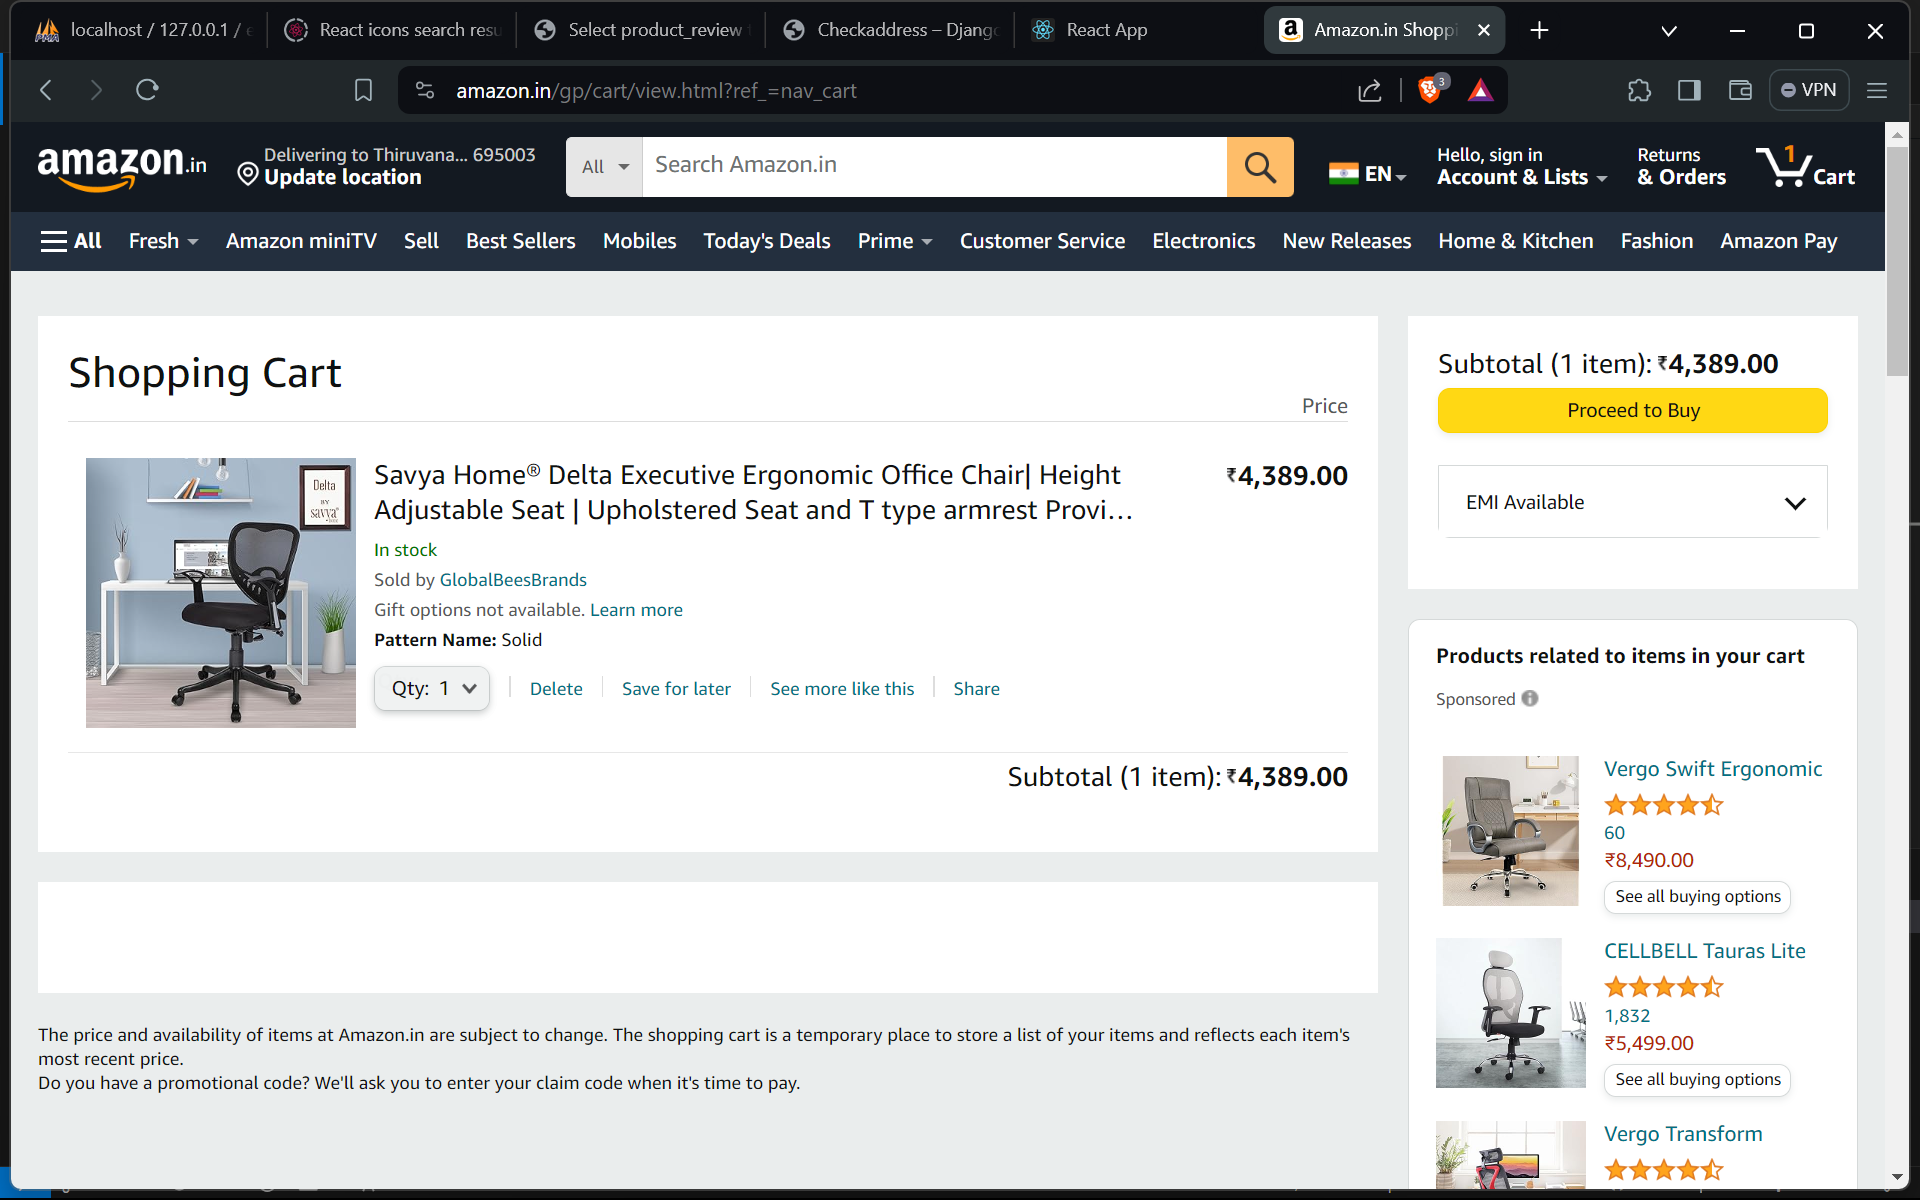 localhost / 127.0.0.1 / e
React icons search resu
Select product_review
Checkaddress – Django
React App
Amazon.in Shoppi
amazon.in/gp/cart/view.html?ref_=nav_cart
3
VPN
amazon.in
Delivering to Thiruvana... 695003
Update location
All
Search Amazon.in
EN
Hello, sign in
Account & Lists
Returns
& Orders
1
Cart
All
Fresh
Amazon miniTV
Sell
Best Sellers
Mobiles
Today's Deals
Prime
Customer Service
Electronics
New Releases
Home & Kitchen
Fashion
Amazon Pay
Shopping Cart
Price
Delta
BY
savya
Savya Home® Delta Executive Ergonomic Office Chair| Height
Adjustable Seat | Upholstered Seat and T type armrest Provi…
₹4,389.00
In stock
Sold by GlobalBeesBrands
Gift options not available. Learn more
Pattern Name: Solid
Qty: 1
Delete
Save for later
See more like this
Share
Subtotal (1 item): ₹4,389.00
The price and availability of items at Amazon.in are subject to change. The shopping cart is a temporary place to store a list of your items and reflects each item's
most recent price.
Do you have a promotional code? We'll ask you to enter your claim code when it's time to pay.
Subtotal (1 item): ₹4,389.00
Proceed to Buy
EMI Available
Products related to items in your cart
Sponsored
Vergo Swift Ergonomic
60
₹8,490.00
See all buying options
CELLBELL Tauras Lite
1,832
₹5,499.00
See all buying options
Vergo Transform